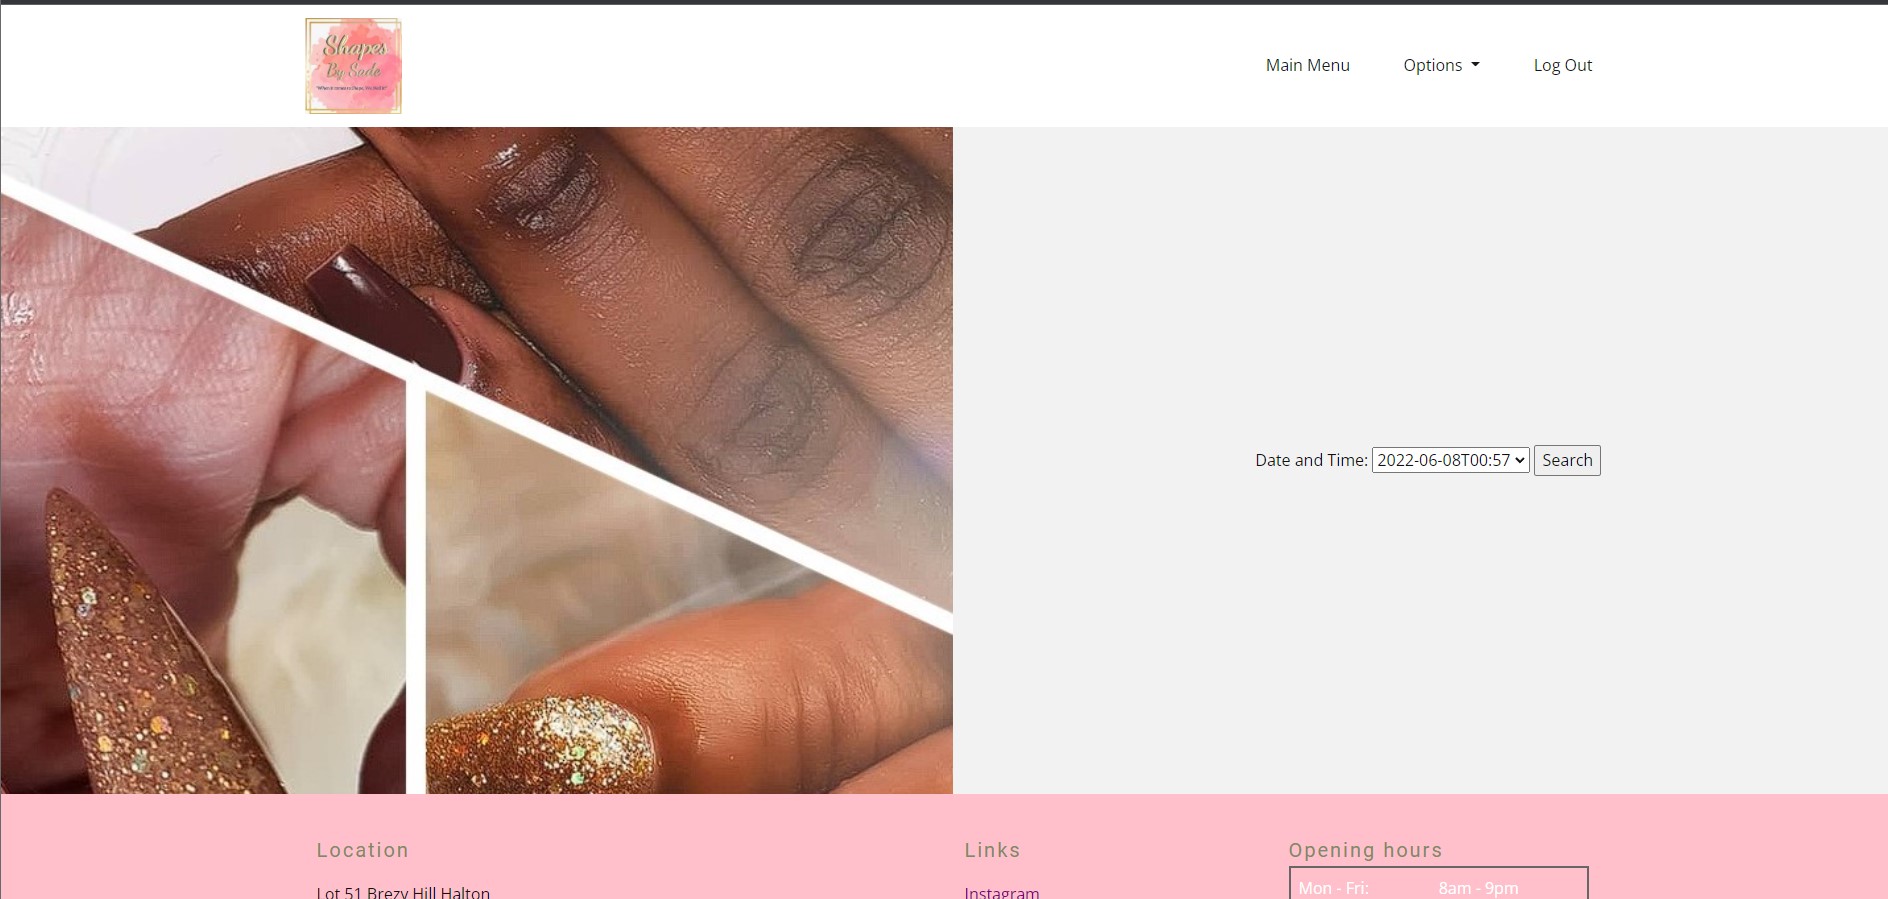 Shapes
By Sade
Main Menu
Options
Log Out
Date and Time: 2022-06-08T00:57 Search
Location
Links
Opening hours
Lot 51 Brezy Hill Halton
Instagram
Mon - Fri: 8am - 9pm